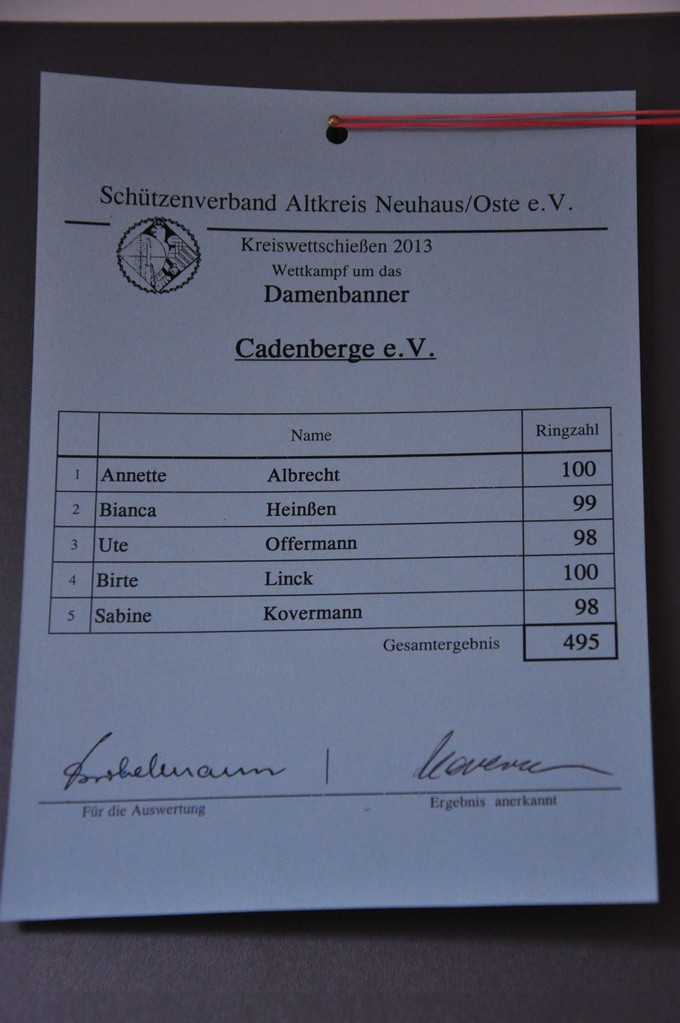 Schützenverband Altkreis Neuhaus/Oste e.V.
Kreiswettschießen 2013
Wettkampf um das
Damenbanner
Cadenberge e.V.
Name Ringzahl
1 Annette Albrecht 100
2 Bianca Heinßen 99
3 Ute Offermann 98
4 Birte Linck 100
5 Sabine Kovermann 98
Gesamtergebnis 495
Für die Auswertung Ergebnis anerkannt